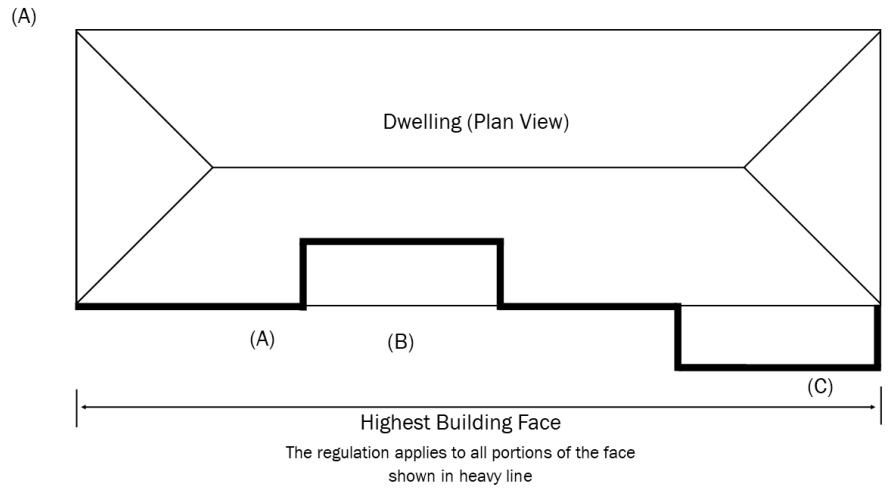 (A)
Dwelling (Plan View)
(A)
(B)
(C)
Highest Building Face
The regulation applies to all portions of the face
shown in heavy line